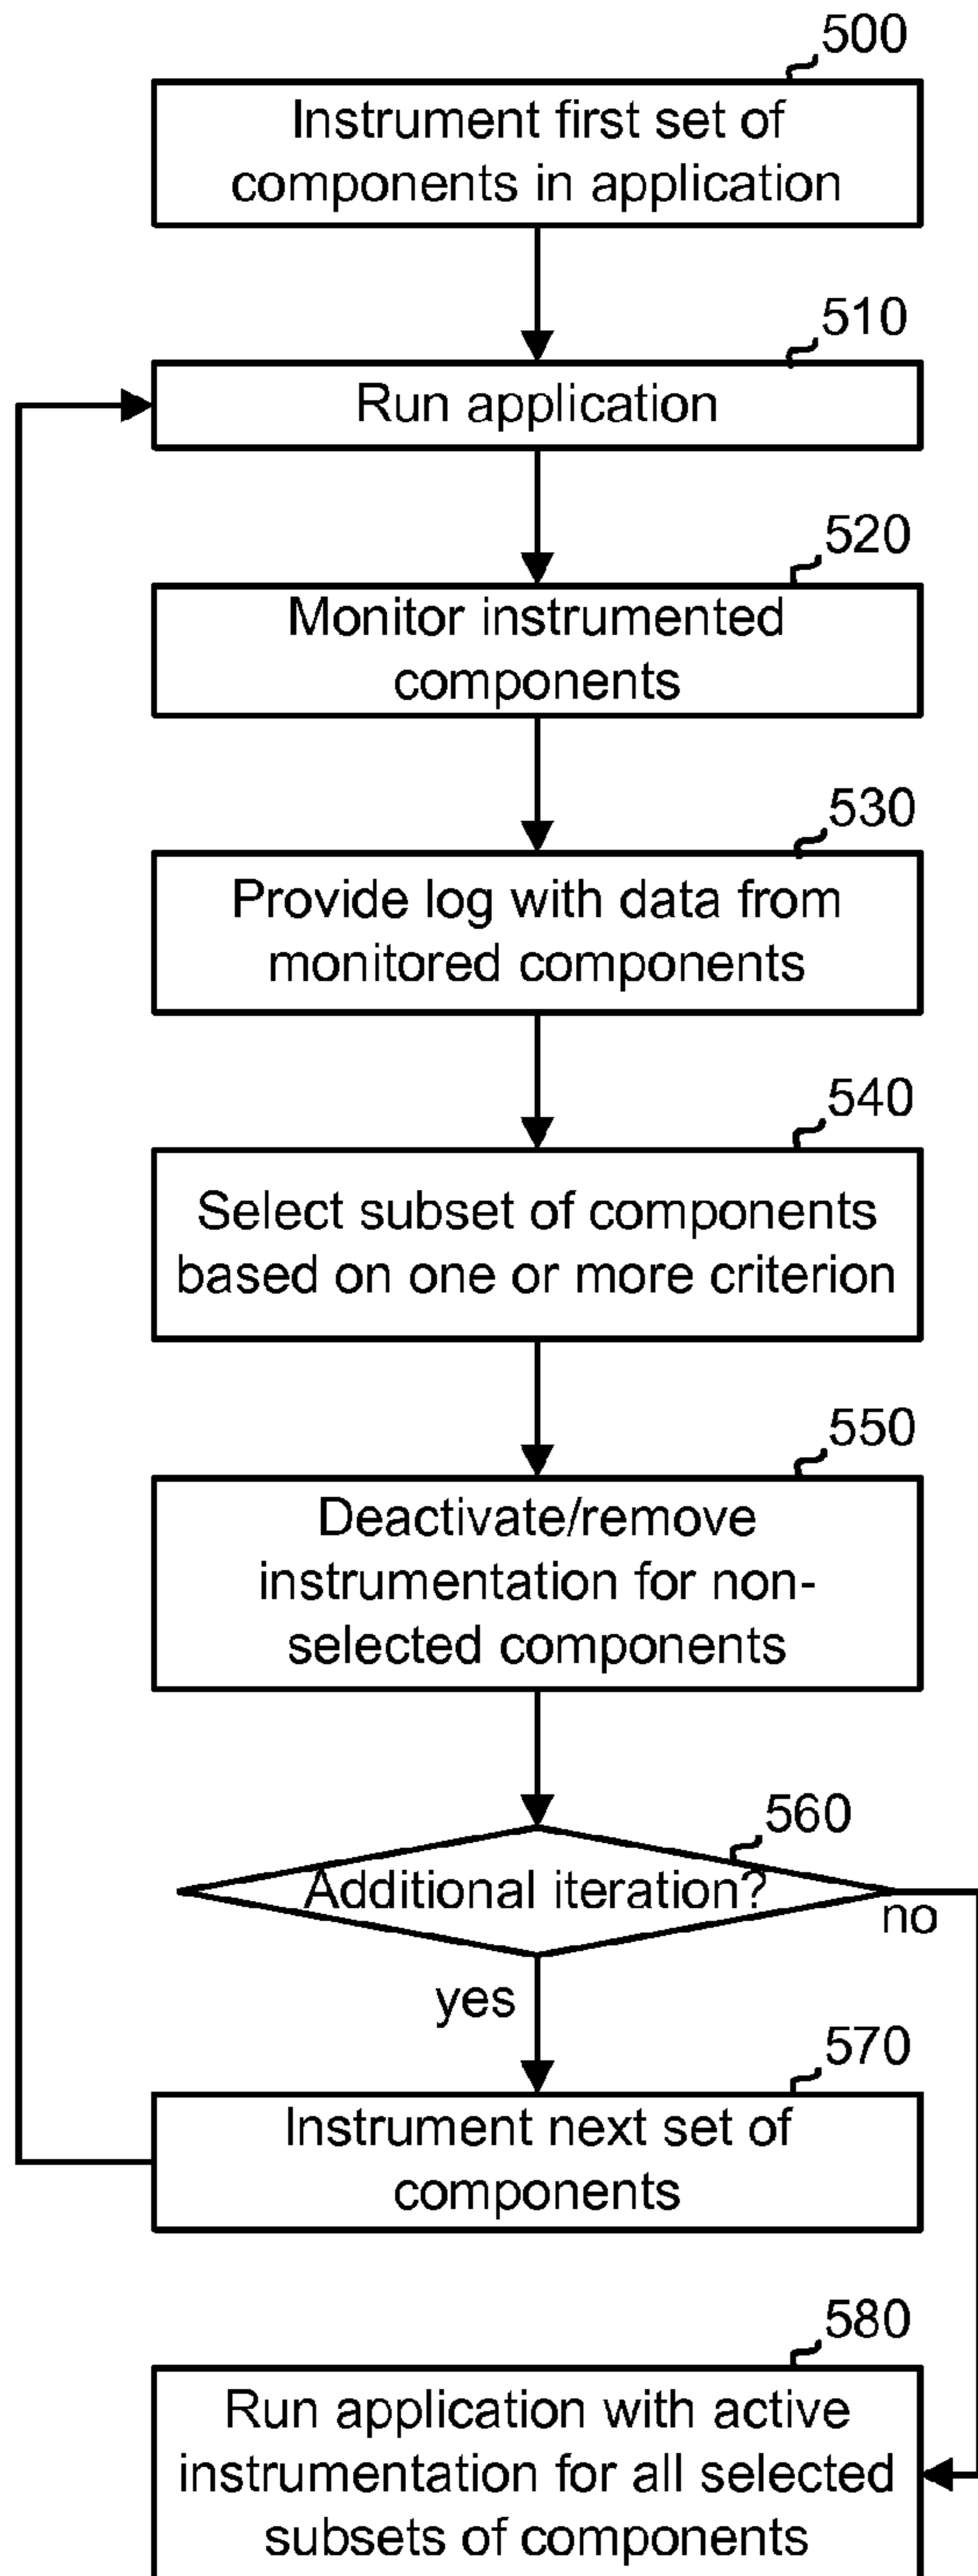 500
Instrument first set of
components in application
510
Run application
520
Monitor instrumented
components
530
Provide log with data from
monitored components
540
Select subset of components
based on one or more criterion
550
Deactivate/remove
instrumentation for non-
selected components
560
Additional iteration?
no
yes
570
Instrument next set of
components
580
Run application with active
instrumentation for all selected
subsets of components